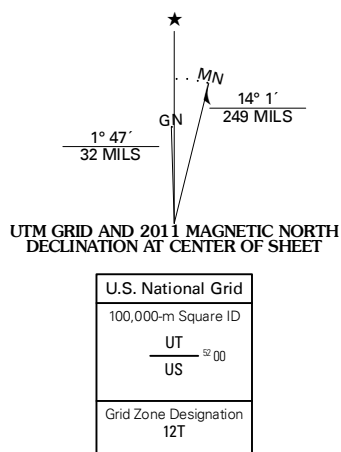 ★
MN
GN
14° 1´
249 MILS
1° 47´
32 MILS
UTM GRID AND 2011 MAGNETIC NORTH
DECLINATION AT CENTER OF SHEET
U.S. National Grid
100,000-m Square ID
UT
52 00
US
Grid Zone Designation
12T